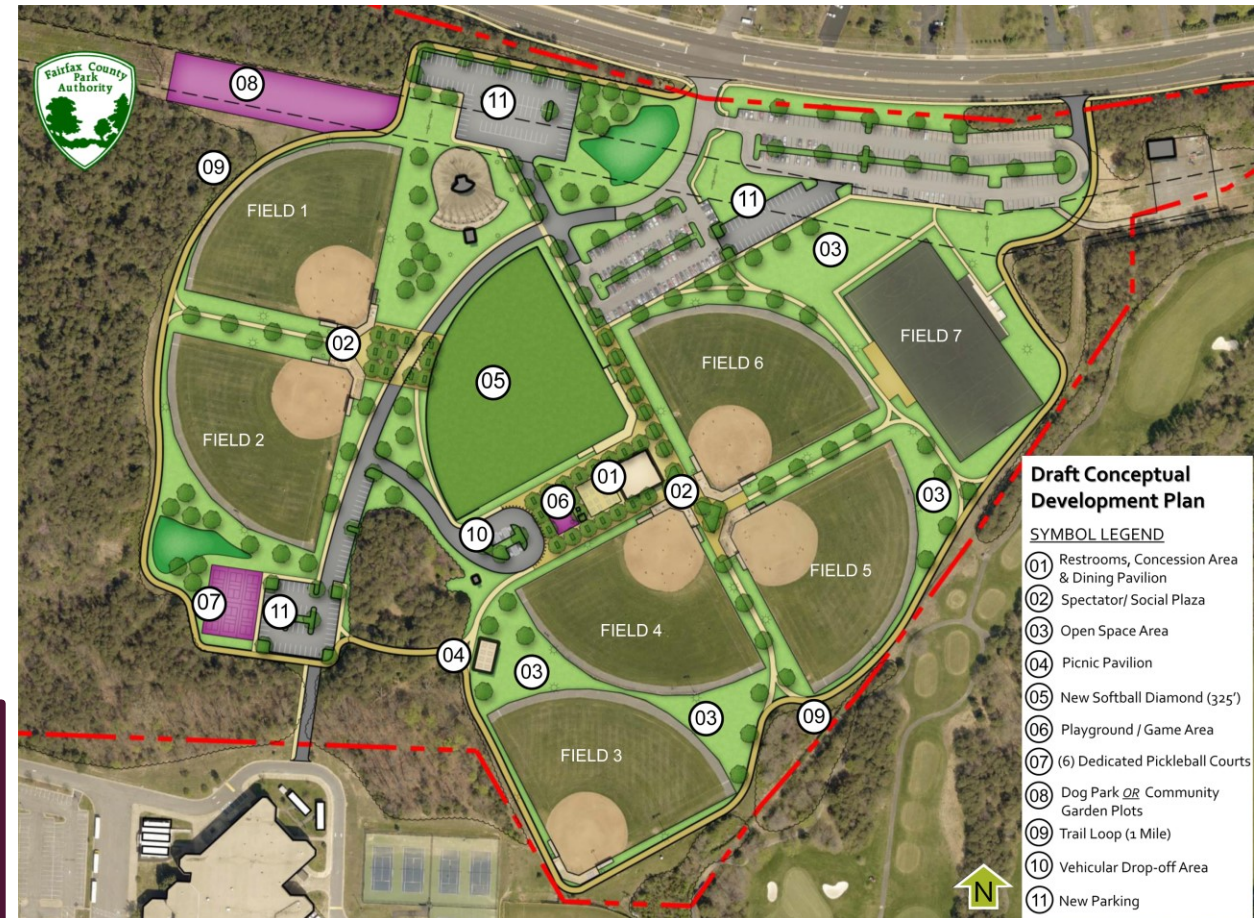 Fairfax County
Park
Authority
08
11
09
FIELD 1
11
03
02
FIELD 7
FIELD 6
05
FIELD 2
01
02
06
03
10
FIELD 5
07
11
FIELD 4
04
03
03
09
FIELD 3
N
Draft Conceptual
Development Plan
SYMBOL LEGEND
01 Restrooms, Concession Area
& Dining Pavilion
02 Spectator/ Social Plaza
03 Open Space Area
04 Picnic Pavilion
05 New Softball Diamond (325')
06 Playground / Game Area
07 (6) Dedicated Pickleball Courts
08 Dog Park OR Community
Garden Plots
09 Trail Loop (1 Mile)
10 Vehicular Drop-off Area
11 New Parking